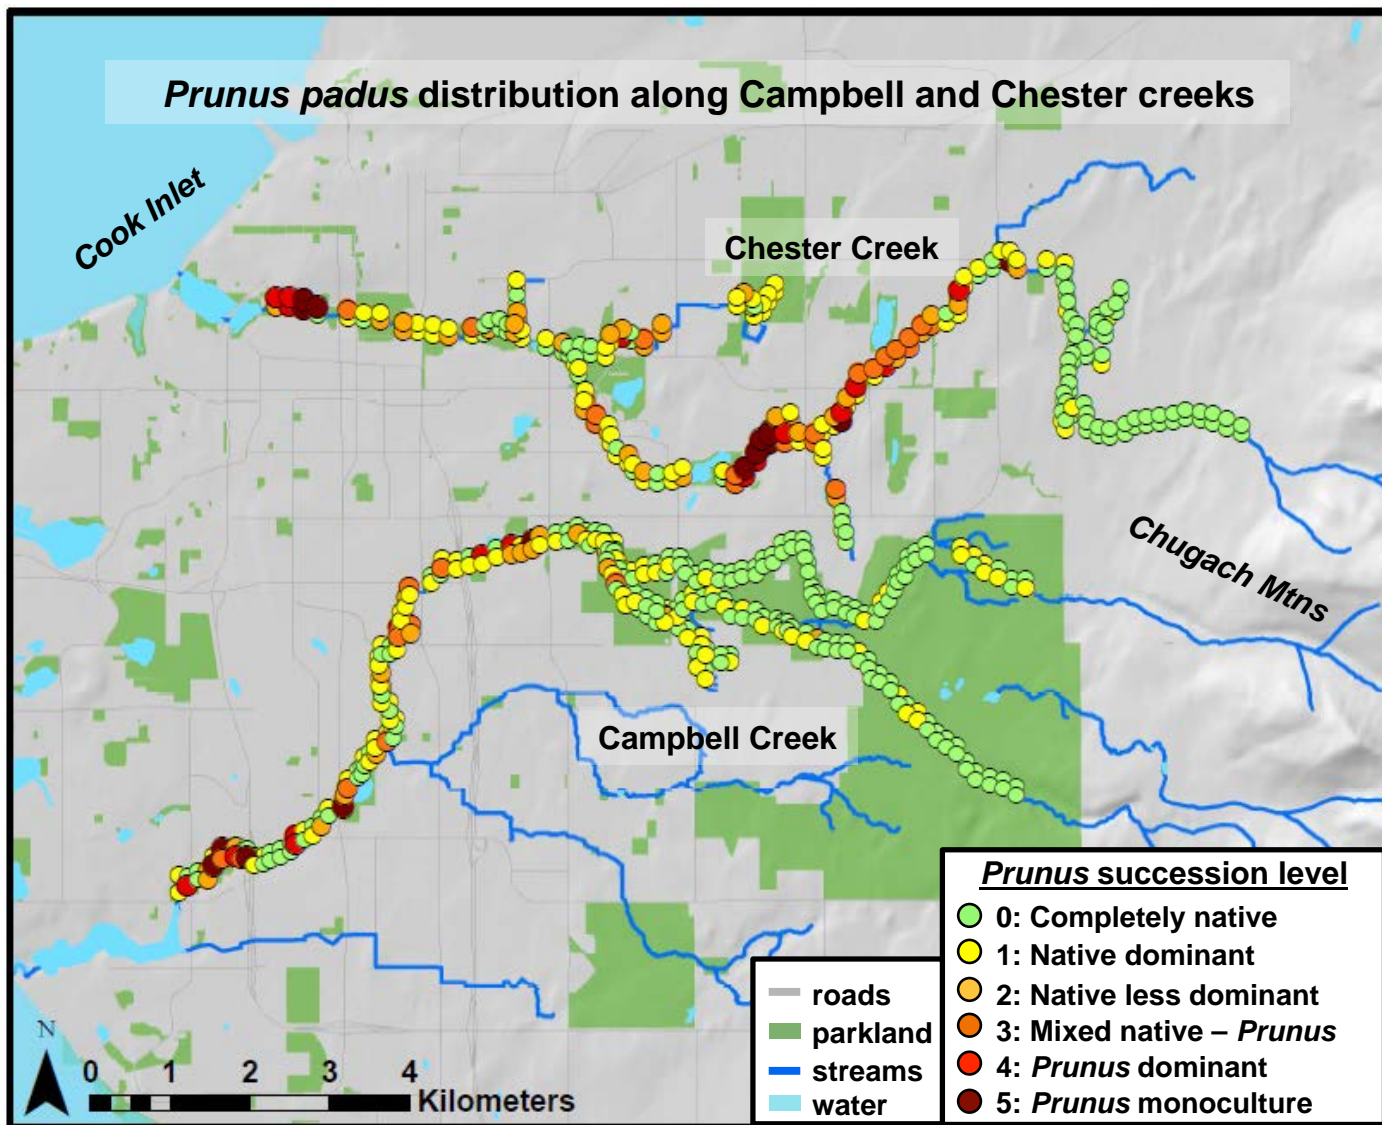 Prunus padus distribution along Campbell and Chester creeks
Cook Inlet
Chester Creek
Chugach Mtns
Campbell Creek
Prunus succession level
0: Completely native
1: Native dominant
2: Native less dominant
3: Mixed native – Prunus
4: Prunus dominant
5: Prunus monoculture
roads
parkland
streams
water
N
0 1 2 3 4
Kilometers